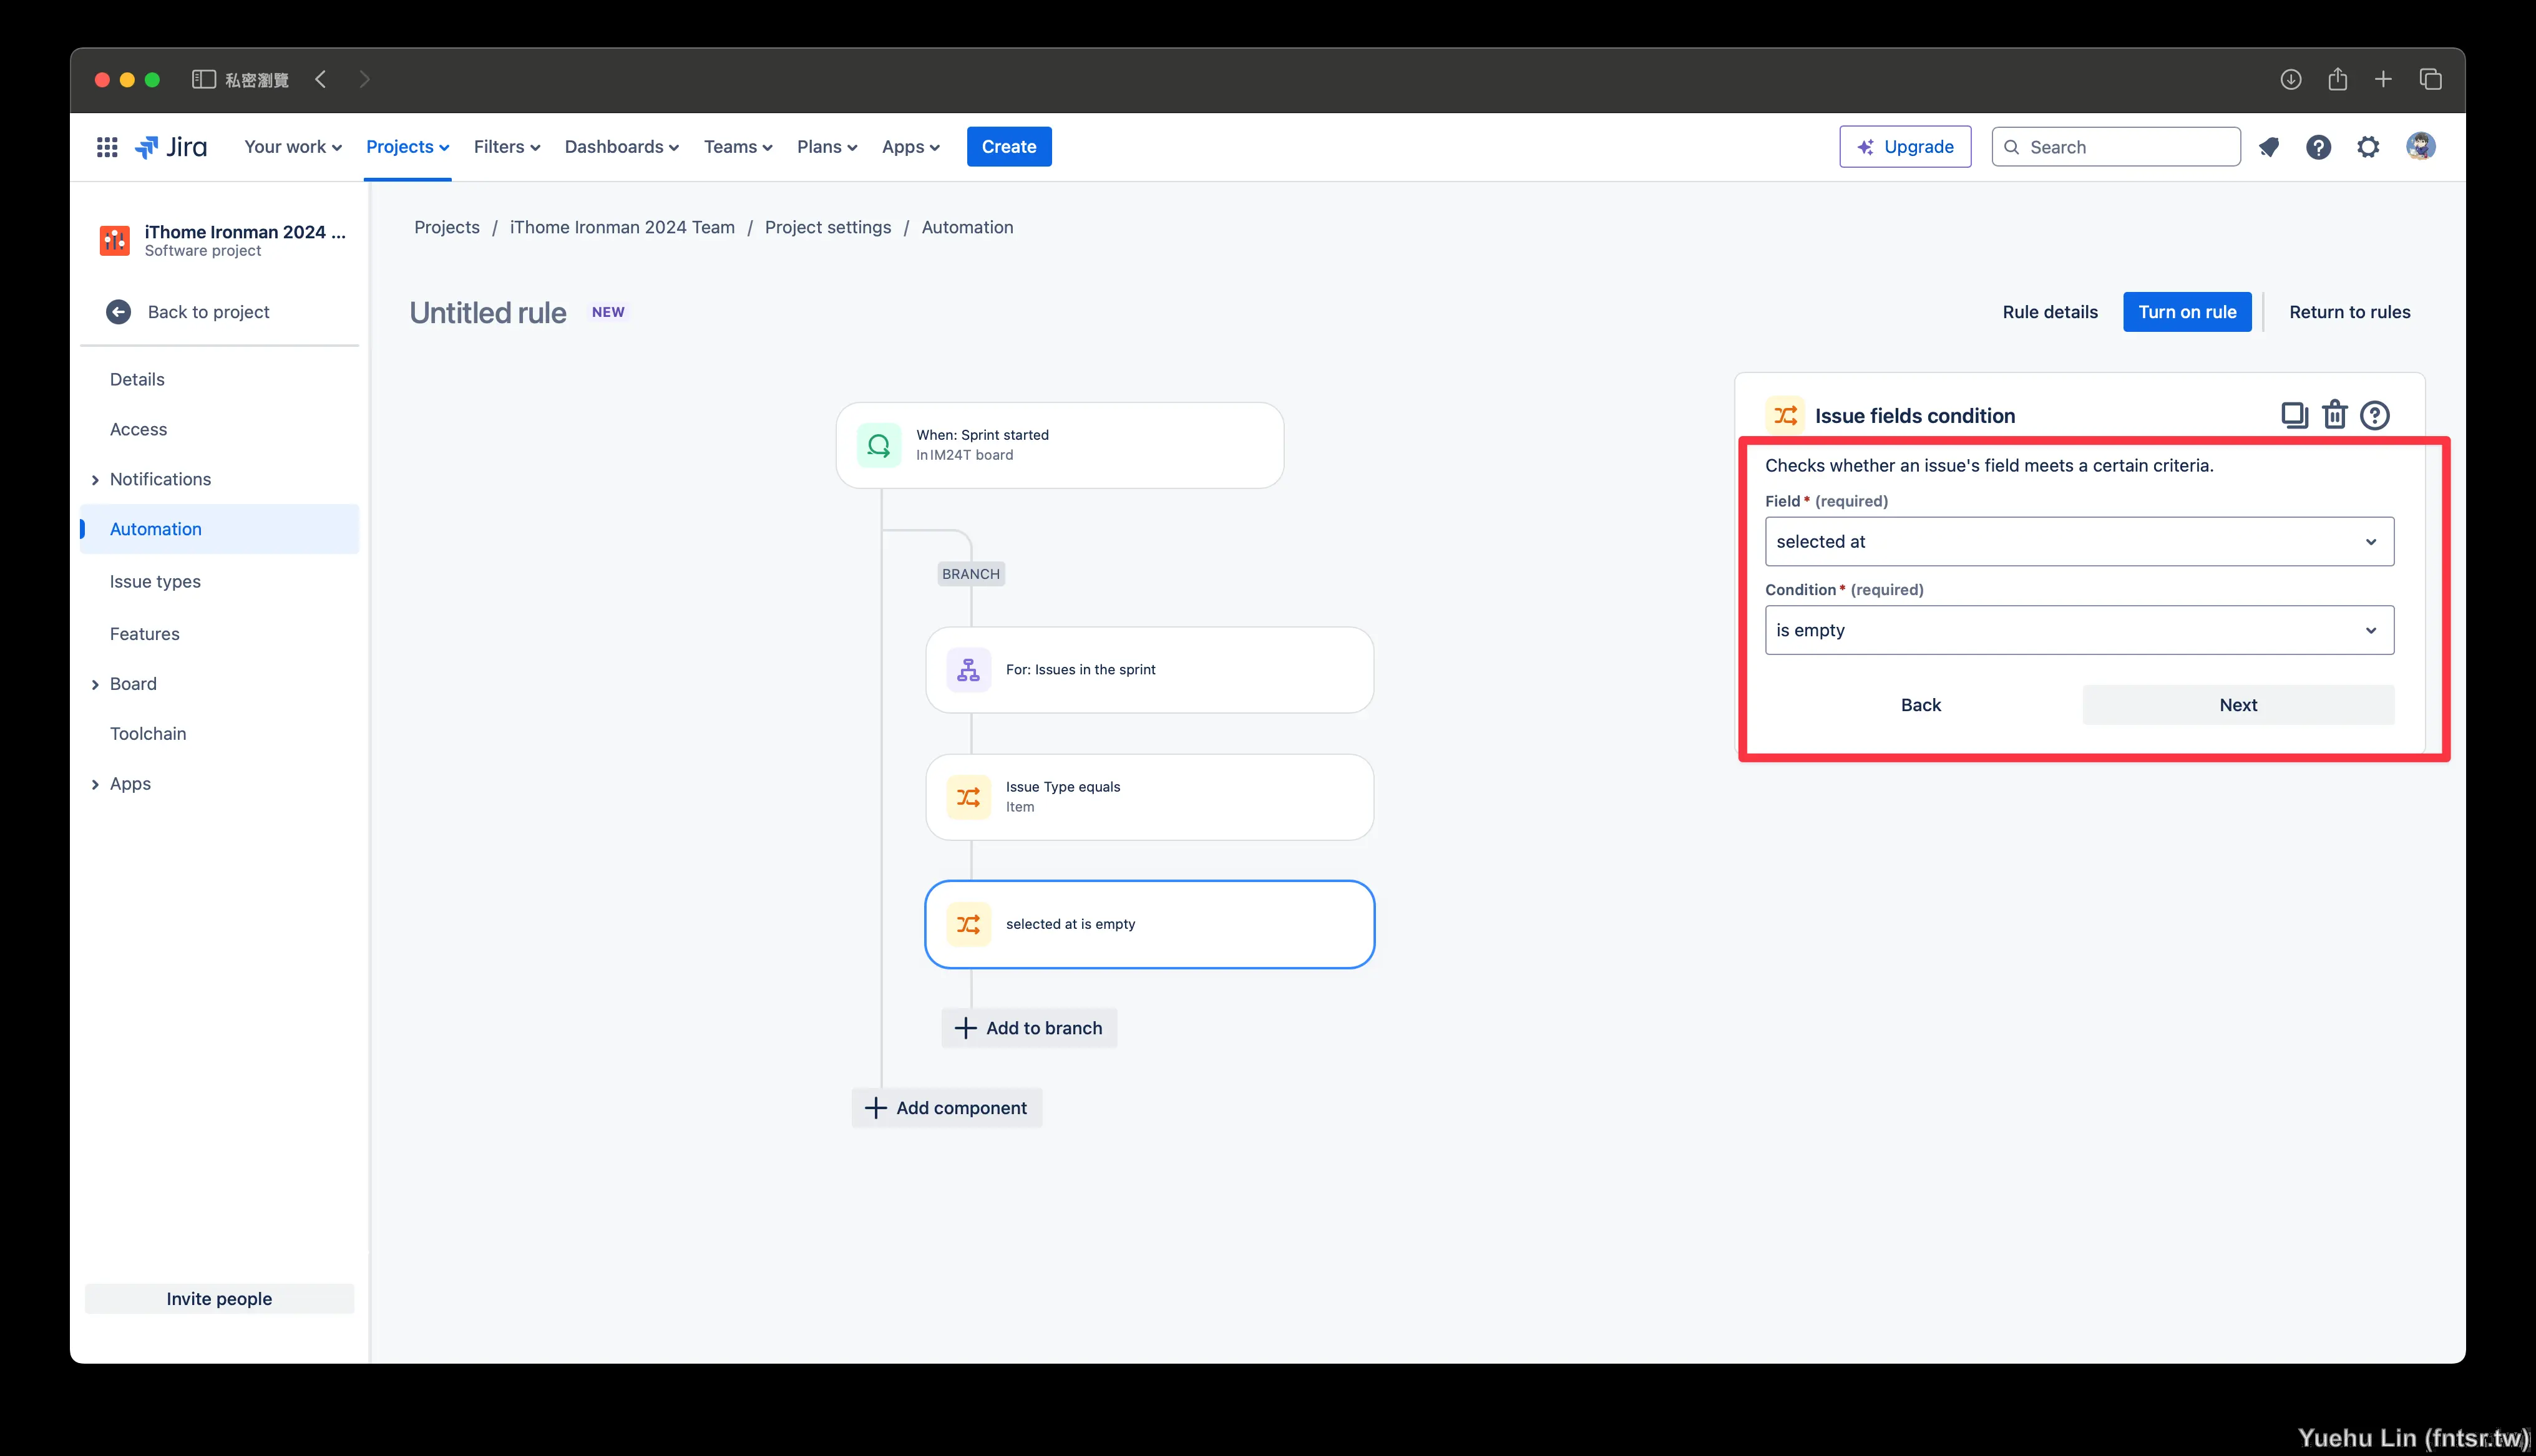 私密瀏覽
Jira
Your work
Projects
Filters
Dashboards
Teams
Plans
Apps
Create
Upgrade
Search
iThome Ironman 2024 ...
Software project
Back to project
Details
Access
Notifications
Automation
Issue types
Features
Board
Toolchain
Apps
Invite people
Projects / iThome Ironman 2024 Team / Project settings / Automation
Untitled rule NEW
Rule details
Turn on rule
Return to rules
When: Sprint started
In IM24T board
BRANCH
For: Issues in the sprint
Issue Type equals
Item
selected at is empty
Add to branch
Add component
Issue fields condition
Checks whether an issue's field meets a certain criteria.
Field * (required)
selected at
Condition * (required)
is empty
Back
Next
Yuehu Lin (fntsr.tw)